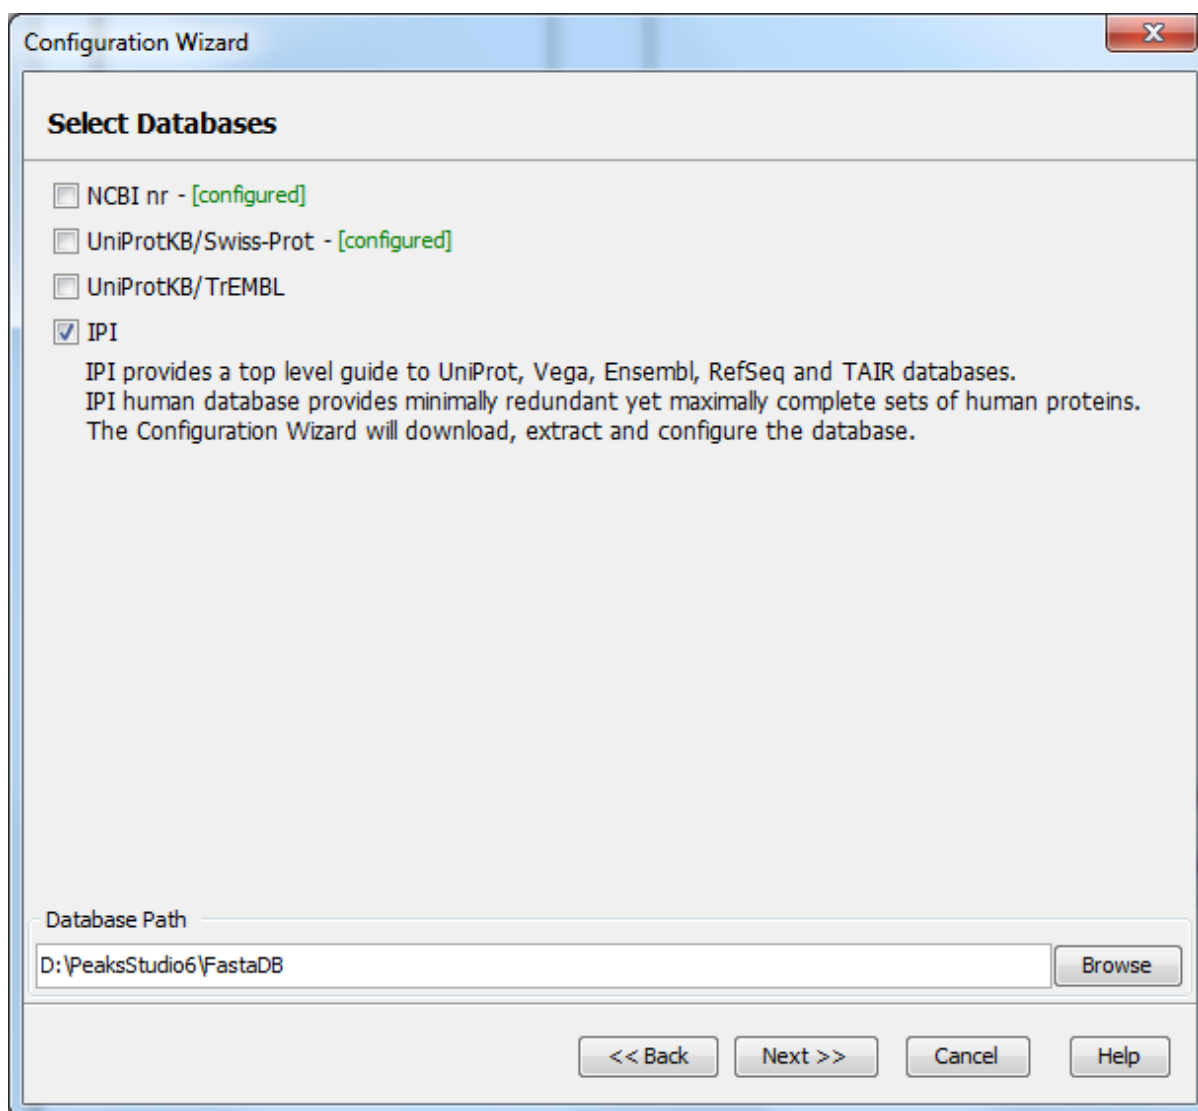 Configuration Wizard
Select Databases
NCBI nr - [configured]
UniProtKB/Swiss-Prot - [configured]
UniProtKB/TrEMBL
IPI
IPI provides a top level guide to UniProt, Vega, Ensembl, RefSeq and TAIR databases.
IPI human database provides minimally redundant yet maximally complete sets of human proteins.
The Configuration Wizard will download, extract and configure the database.
Database Path
D:\PeaksStudio6\FastaDB
Browse
<< Back Next >> Cancel Help